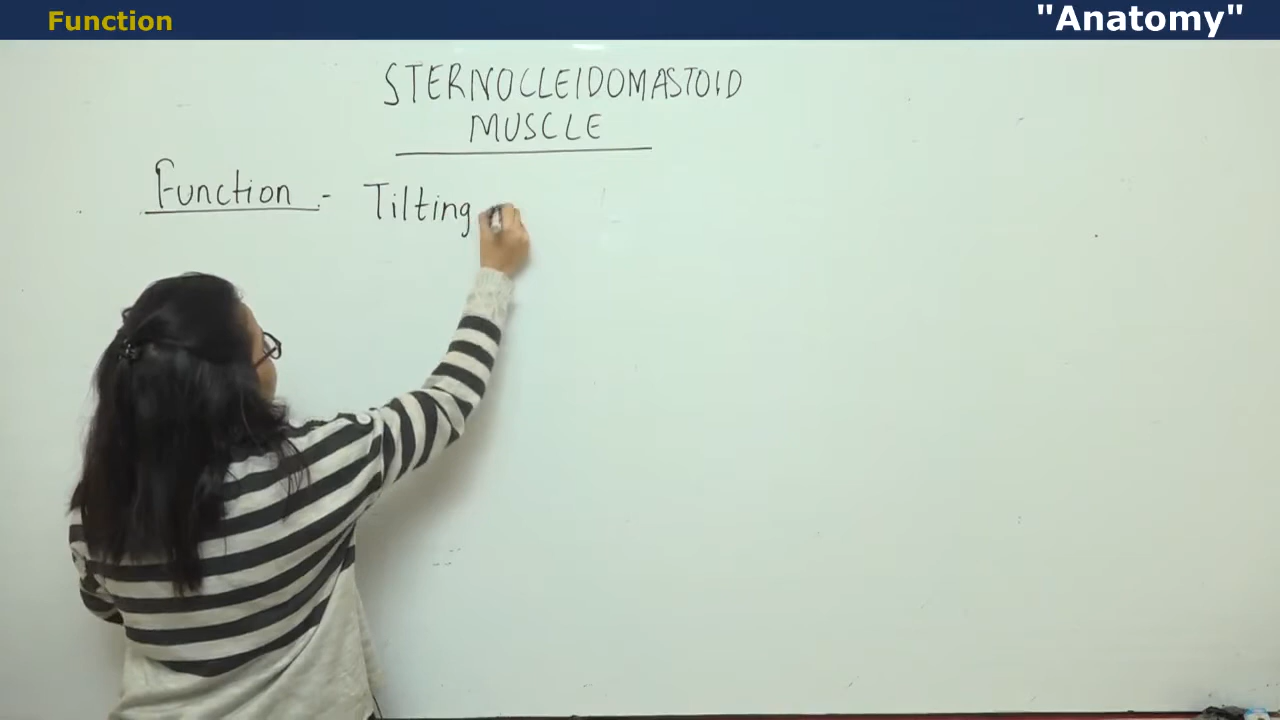 Function
"Anatomy"
STERNOCLEIDOMASTOID
MUSCLE
Function :- Tilting